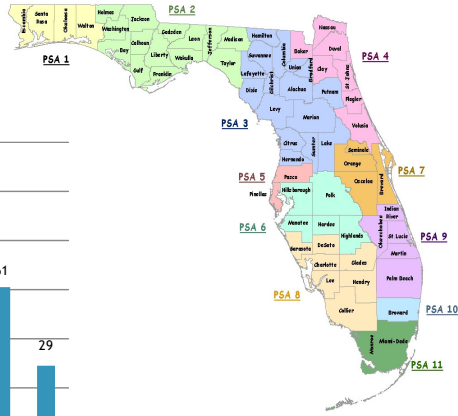 Escambia
Santa
Rosa
Okaloosa
Walton
Holmes
Washington
Jackson
Bay
Calhoun
Gulf
Gadsden
Liberty
Franklin
Leon
Wakulla
Jefferson
Madison
Taylor
PSA 2
PSA 1
Hamilton
Suwannee
Lafayette
Dixie
Columbia
Gilchrist
Baker
Union
Bradford
Alachua
Levy
Marion
Citrus
Hernando
Sumter
Lake
PSA 3
Nassau
Duval
Clay
St Johns
Putnam
Flagler
Volusia
PSA 4
PSA 5
Pasco
Pinellas
Hillsborough
Polk
Manatee
Hardee
Highlands
PSA 6
Seminole
Orange
Osceola
Brevard
PSA 7
Sarasota
DeSoto
Charlotte
Glades
Lee
Hendry
Collier
PSA 8
Indian
River
Okeechobee
St Lucie
Martin
Palm Beach
PSA 9
Broward
PSA 10
Monroe
Miami-Dade
PSA 11
61
29